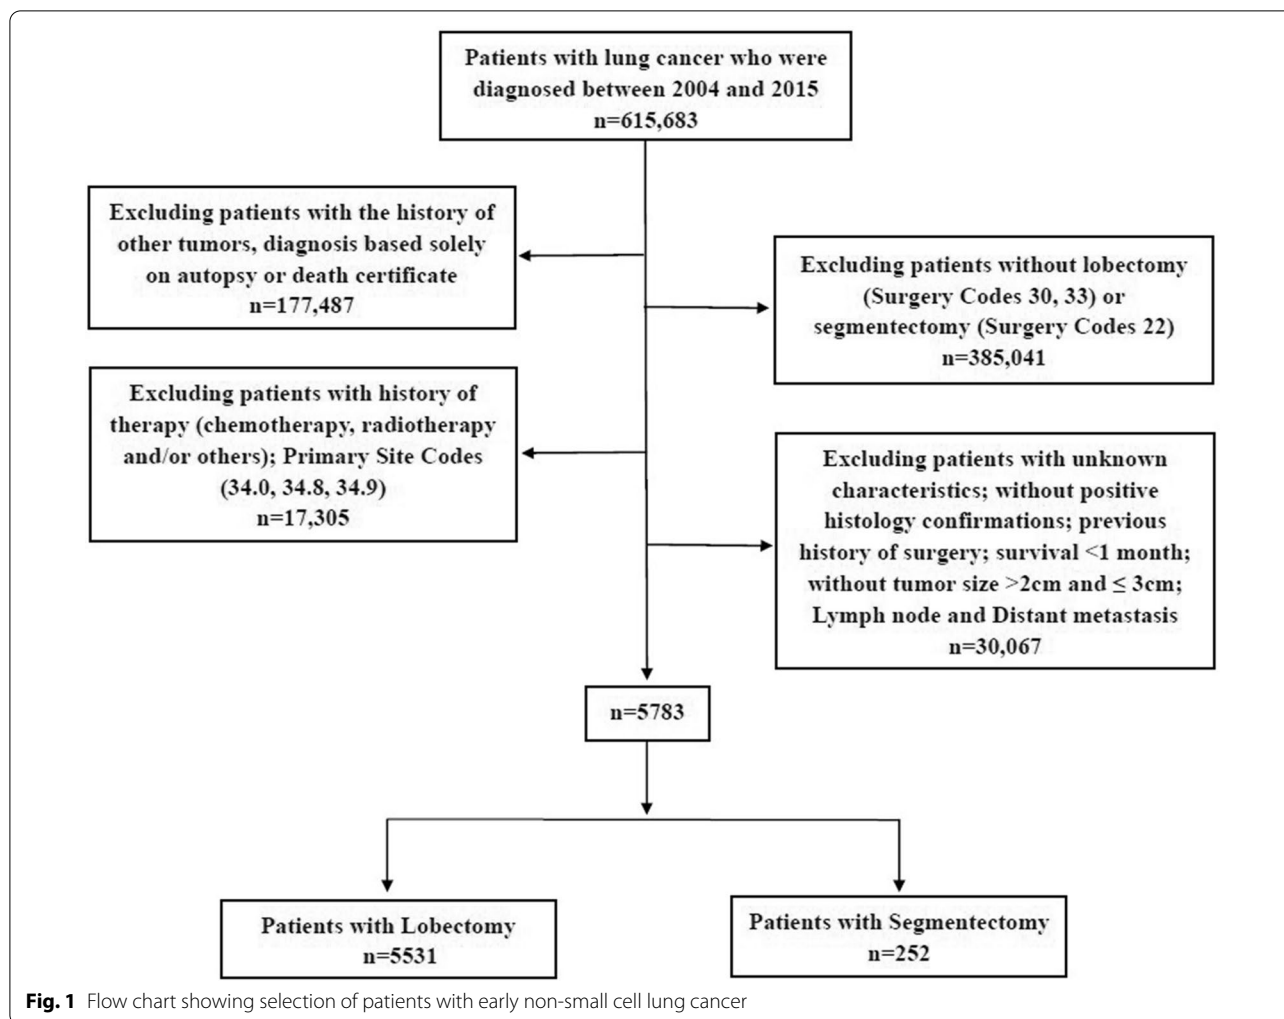 Patients with lung cancer who were
diagnosed between 2004 and 2015
n=615,683
Excluding patients with the history of
other tumors, diagnosis based solely
on autopsy or death certificate
n=177,487
Excluding patients without lobectomy
(Surgery Codes 30, 33) or
segmentectomy (Surgery Codes 22)
n=385,041
Excluding patients with history of
therapy (chemotherapy, radiotherapy
and/or others); Primary Site Codes
(34.0, 34.8, 34.9)
n=17,305
Excluding patients with unknown
characteristics; without positive
histology confirmations; previous
history of surgery; survival <1 month;
without tumor size >2cm and ≤ 3cm;
Lymph node and Distant metastasis
n=30,067
n=5783
Patients with Lobectomy
n=5531
Patients with Segmentectomy
n=252
Fig. 1 Flow chart showing selection of patients with early non-small cell lung cancer